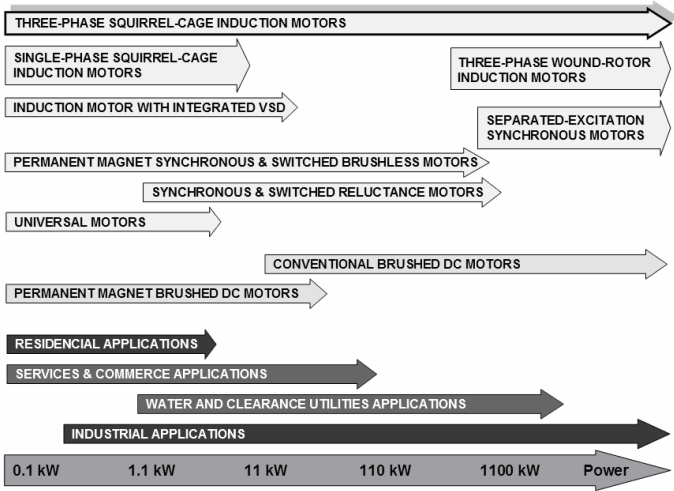 THREE-PHASE SQUIRREL-CAGE INDUCTION MOTORS
SINGLE-PHASE SQUIRREL-CAGE
INDUCTION MOTORS
THREE-PHASE WOUND-ROTOR
INDUCTION MOTORS
INDUCTION MOTOR WITH INTEGRATED VSD
SEPARATED-EXCITATION
SYNCHRONOUS MOTORS
PERMANENT MAGNET SYNCHRONOUS & SWITCHED BRUSHLESS MOTORS
SYNCHRONOUS & SWITCHED RELUCTANCE MOTORS
UNIVERSAL MOTORS
CONVENTIONAL BRUSHED DC MOTORS
PERMANENT MAGNET BRUSHED DC MOTORS
RESIDENCIAL APPLICATIONS
SERVICES & COMMERCE APPLICATIONS
WATER AND CLEARANCE UTILITIES APPLICATIONS
INDUSTRIAL APPLICATIONS
0.1 kW 1.1 kW 11 kW 110 kW 1100 kW Power